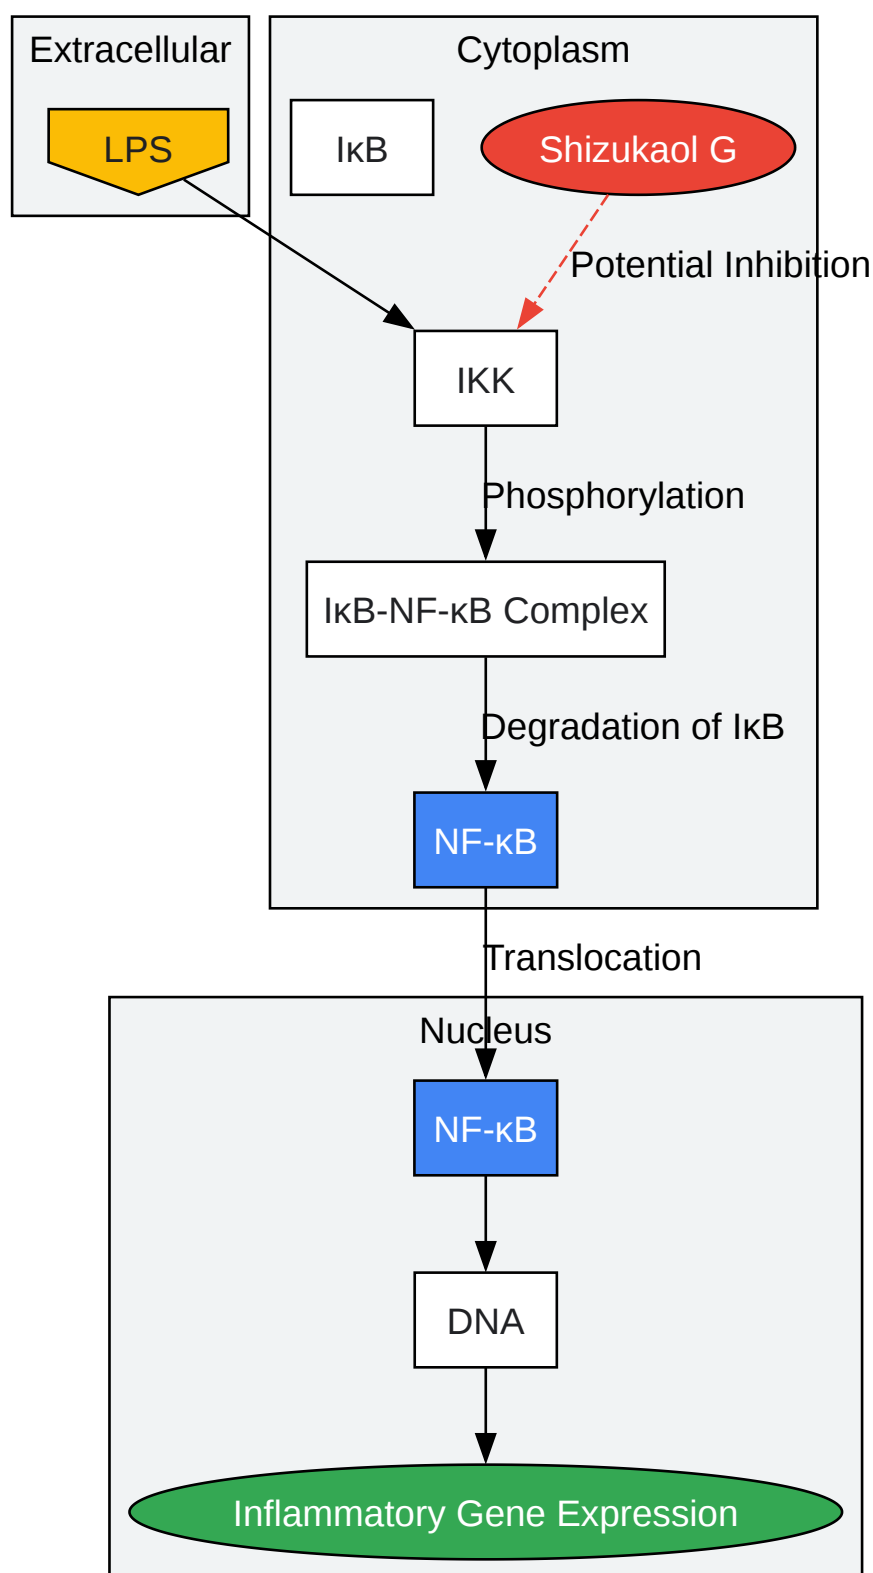 Extracellular
Cytoplasm
LPS
IκB
Shizukaol G
Potential Inhibition
IKK
Phosphorylation
IκB-NF-κB Complex
Degradation of IκB
NF-κB
Translocation
Nucleus
NF-κB
DNA
Inflammatory Gene Expression